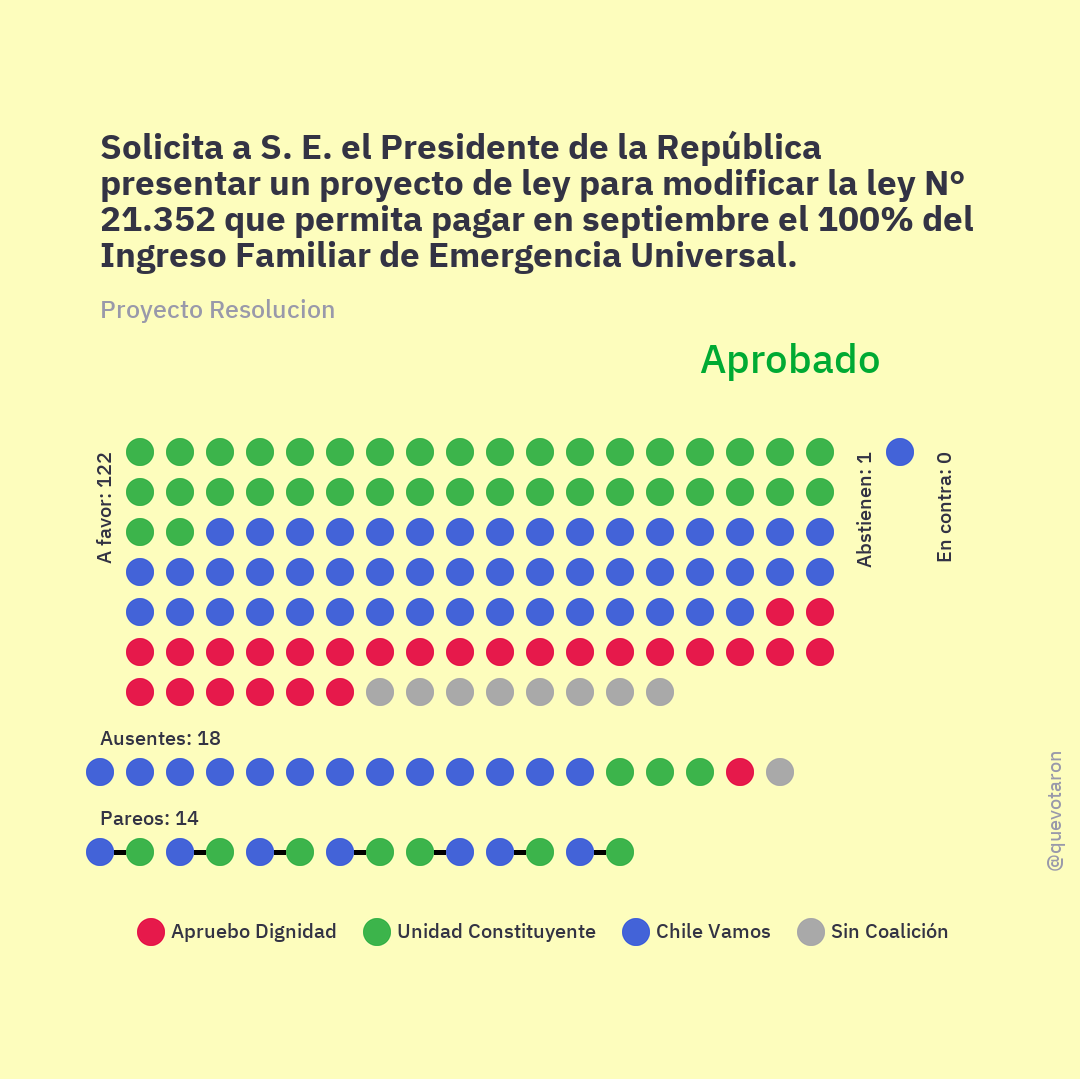 Solicita a S. E. el Presidente de la República
presentar un proyecto de ley para modificar la ley N°
21.352 que permita pagar en septiembre el 100% del
Ingreso Familiar de Emergencia Universal.
Proyecto Resolucion
Aprobado
A favor: 122
Abstienen: 1
En contra: 0
Ausentes: 18
Pareos: 14
@quevotaron
Apruebo Dignidad
Unidad Constituyente
Chile Vamos
Sin Coalición